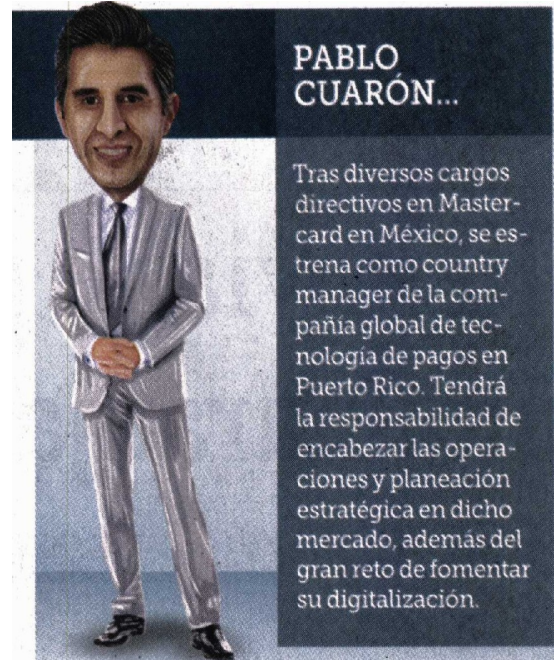 PABLO
CUARÓN...
Tras diversos cargos
directivos en Master-
card en México, se es-
trena como country
manager de la com-
pañía global de tec-
nología de pagos en
Puerto Rico. Tendrá
la responsabilidad de
encabezar las opera-
ciones y planeación
estratégica en dicho
mercado, además del
gran reto de fomentar
su digitalización.